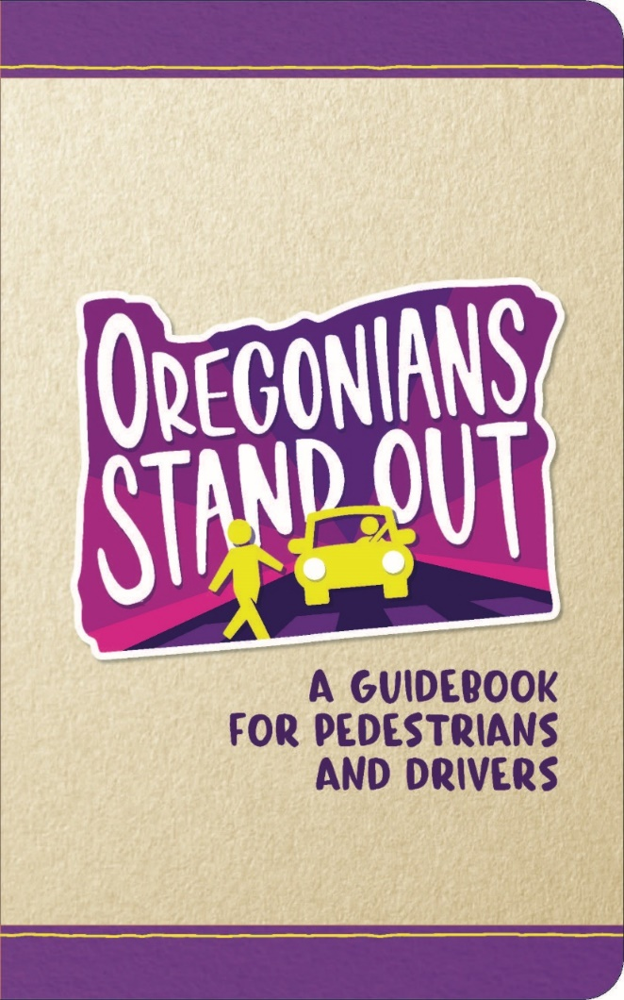 OREGONIANS
STAND OUT
A GUIDEBOOK
FOR PEDESTRIANS
AND DRIVERS